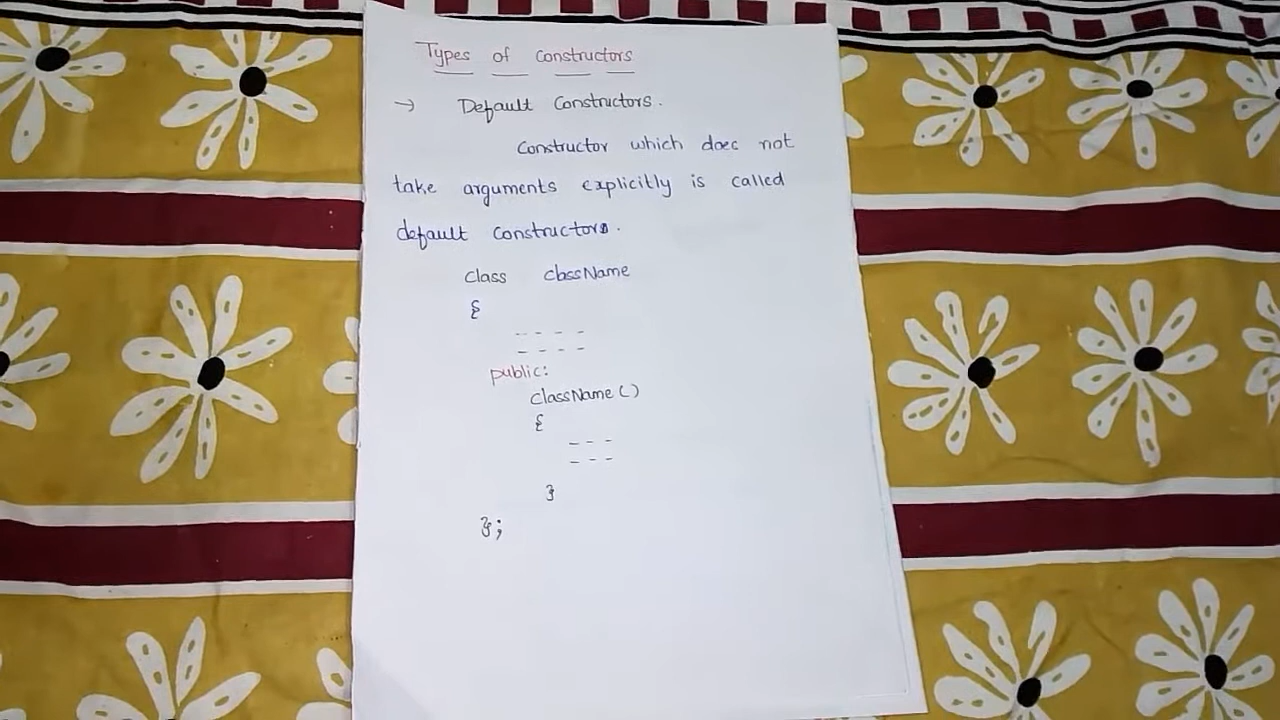 Types of Constructors
→ Default Constructors.
Constructor which does not
take arguments explicitly is called
default constructors.
class className
{
- - - -
- - - -
public:
className()
{
- - -
- - -
}
};